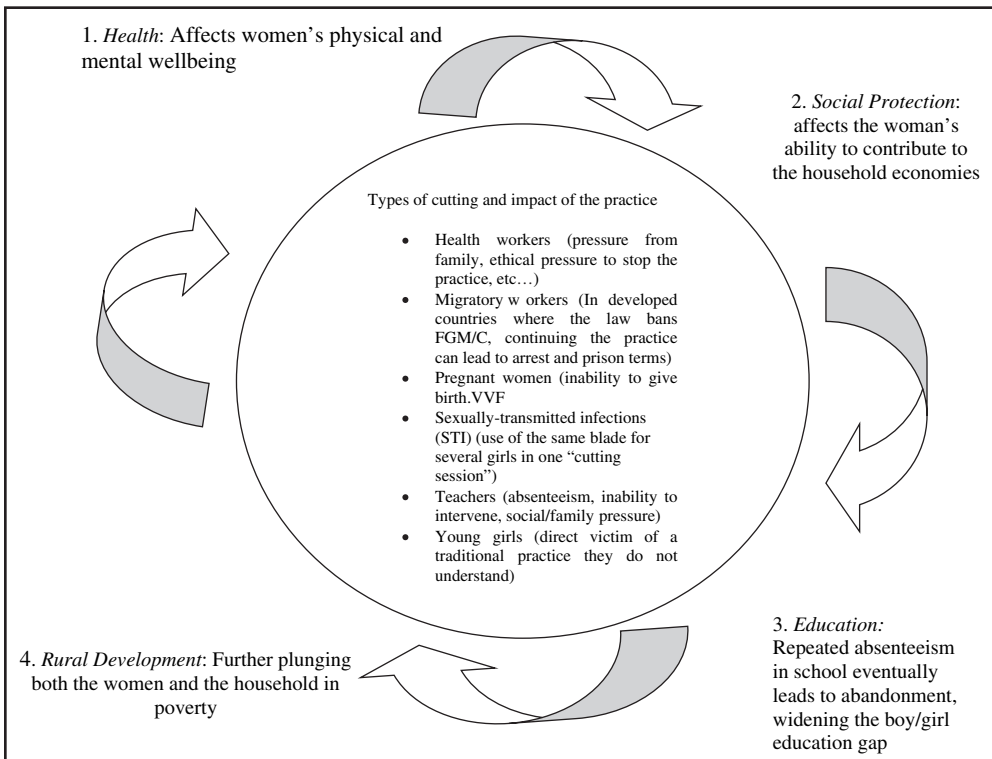 1. Health: Affects women’s physical and
mental wellbeing
2. Social Protection:
affects the woman’s
ability to contribute to
the household economies
Types of cutting and impact of the practice
• Health workers (pressure from
family, ethical pressure to stop the
practice, etc…)
• Migratory w orkers (In developed
countries where the law bans
FGM/C, continuing the practice
can lead to arrest and prison terms)
• Pregnant women (inability to give
birth.VVF
• Sexually-transmitted infections
(STI) (use of the same blade for
several girls in one “cutting
session”)
• Teachers (absenteeism, inability to
intervene, social/family pressure)
• Young girls (direct victim of a
traditional practice they do not
understand)
3. Education:
Repeated absenteeism
in school eventually
leads to abandonment,
widening the boy/girl
education gap
4. Rural Development: Further plunging
both the women and the household in
poverty